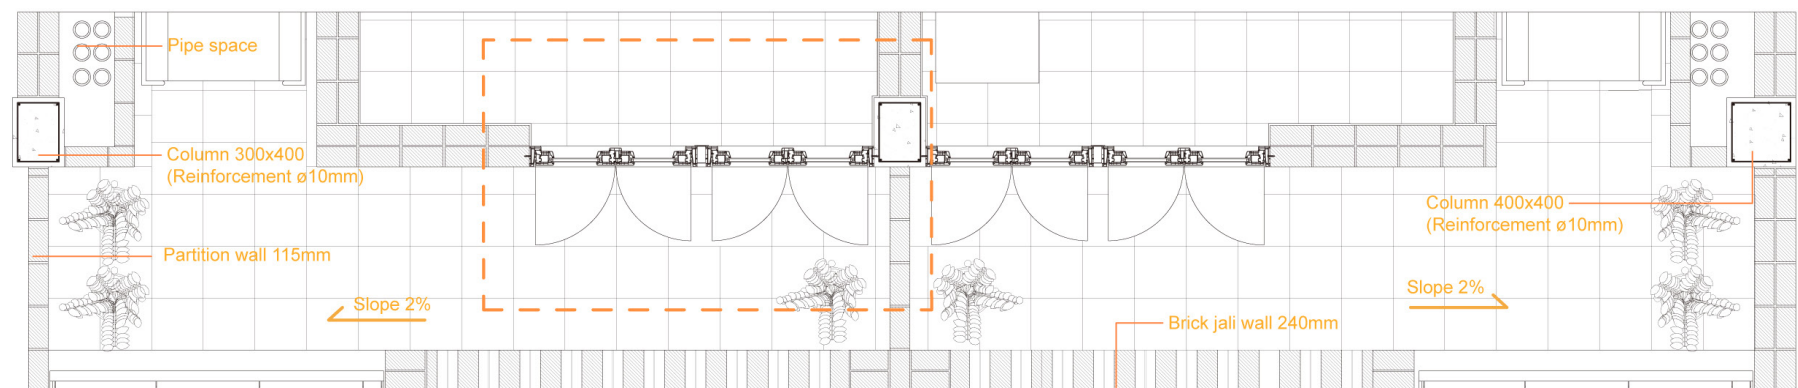 Pipe space
Column 300x400
(Reinforcement ø10mm)
Partition wall 115mm
Slope 2%
Column 400x400
(Reinforcement ø10mm)
Slope 2%
Brick jali wall 240mm